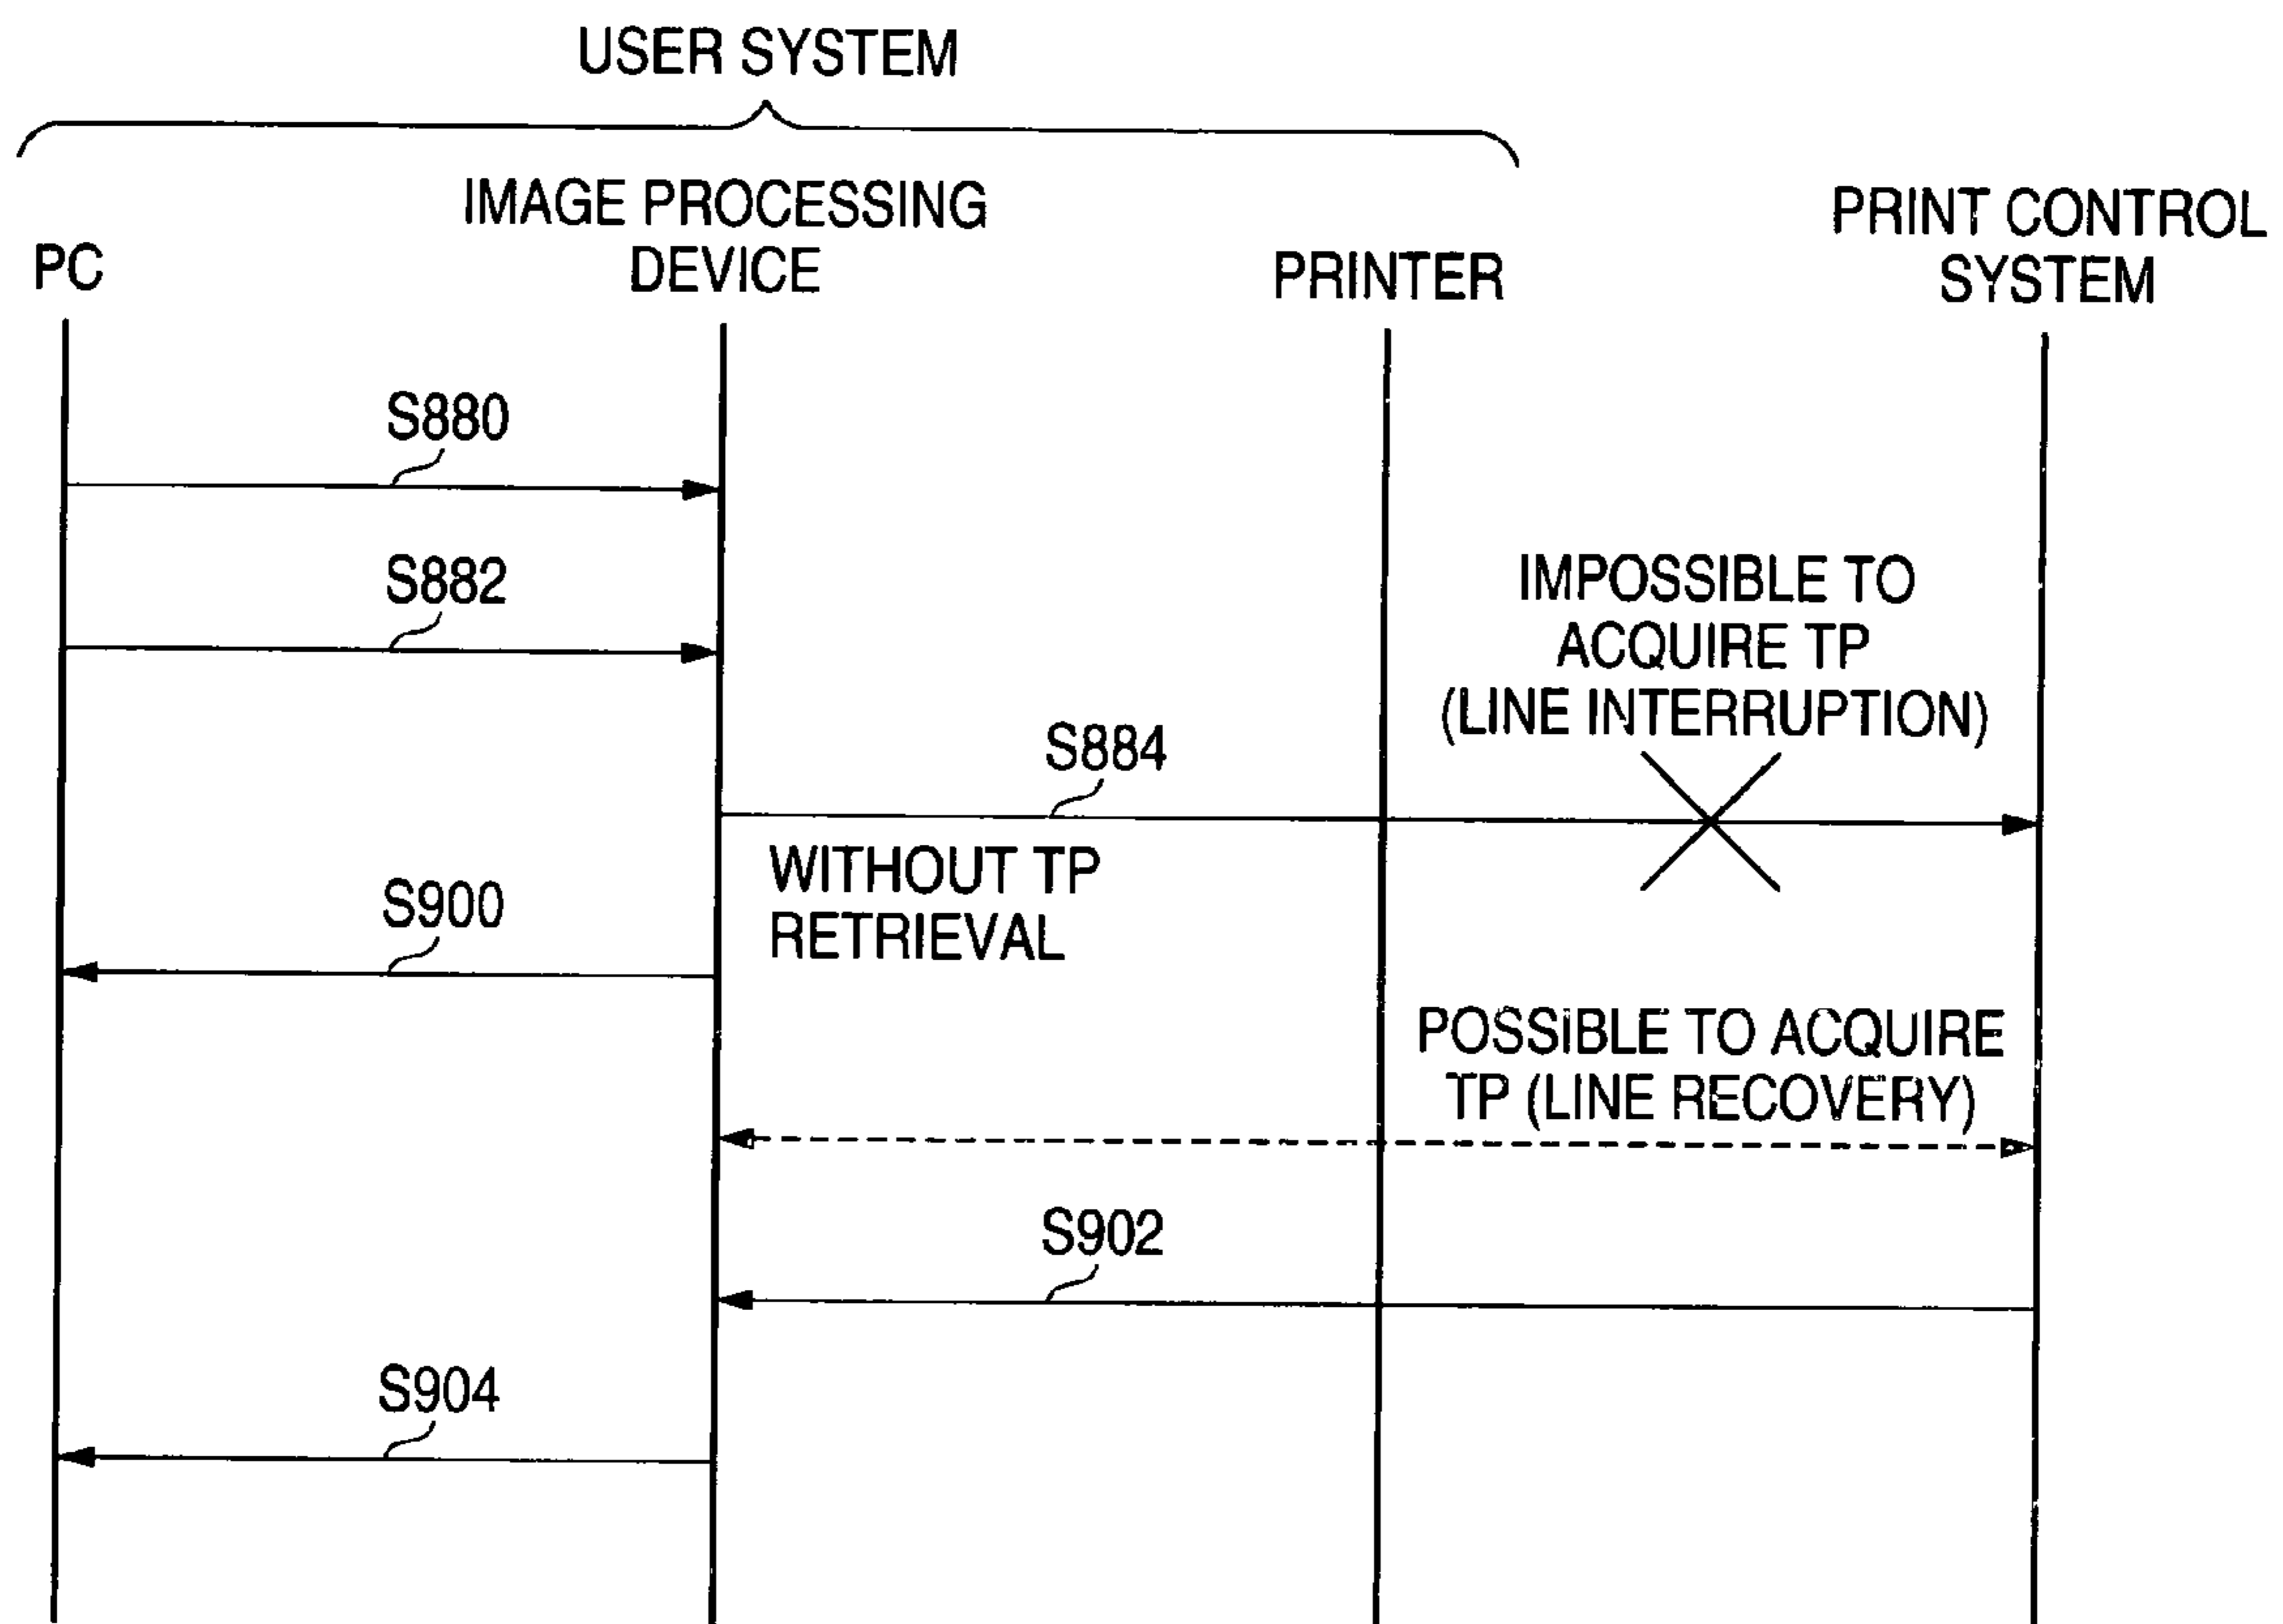 USER SYSTEM
PC
IMAGE PROCESSING
DEVICE
PRINTER
PRINT CONTROL
SYSTEM
S880
S882
IMPOSSIBLE TO
ACQUIRE TP
(LINE INTERRUPTION)
S884
WITHOUT TP
RETRIEVAL
S900
POSSIBLE TO ACQUIRE
TP (LINE RECOVERY)
S902
S904